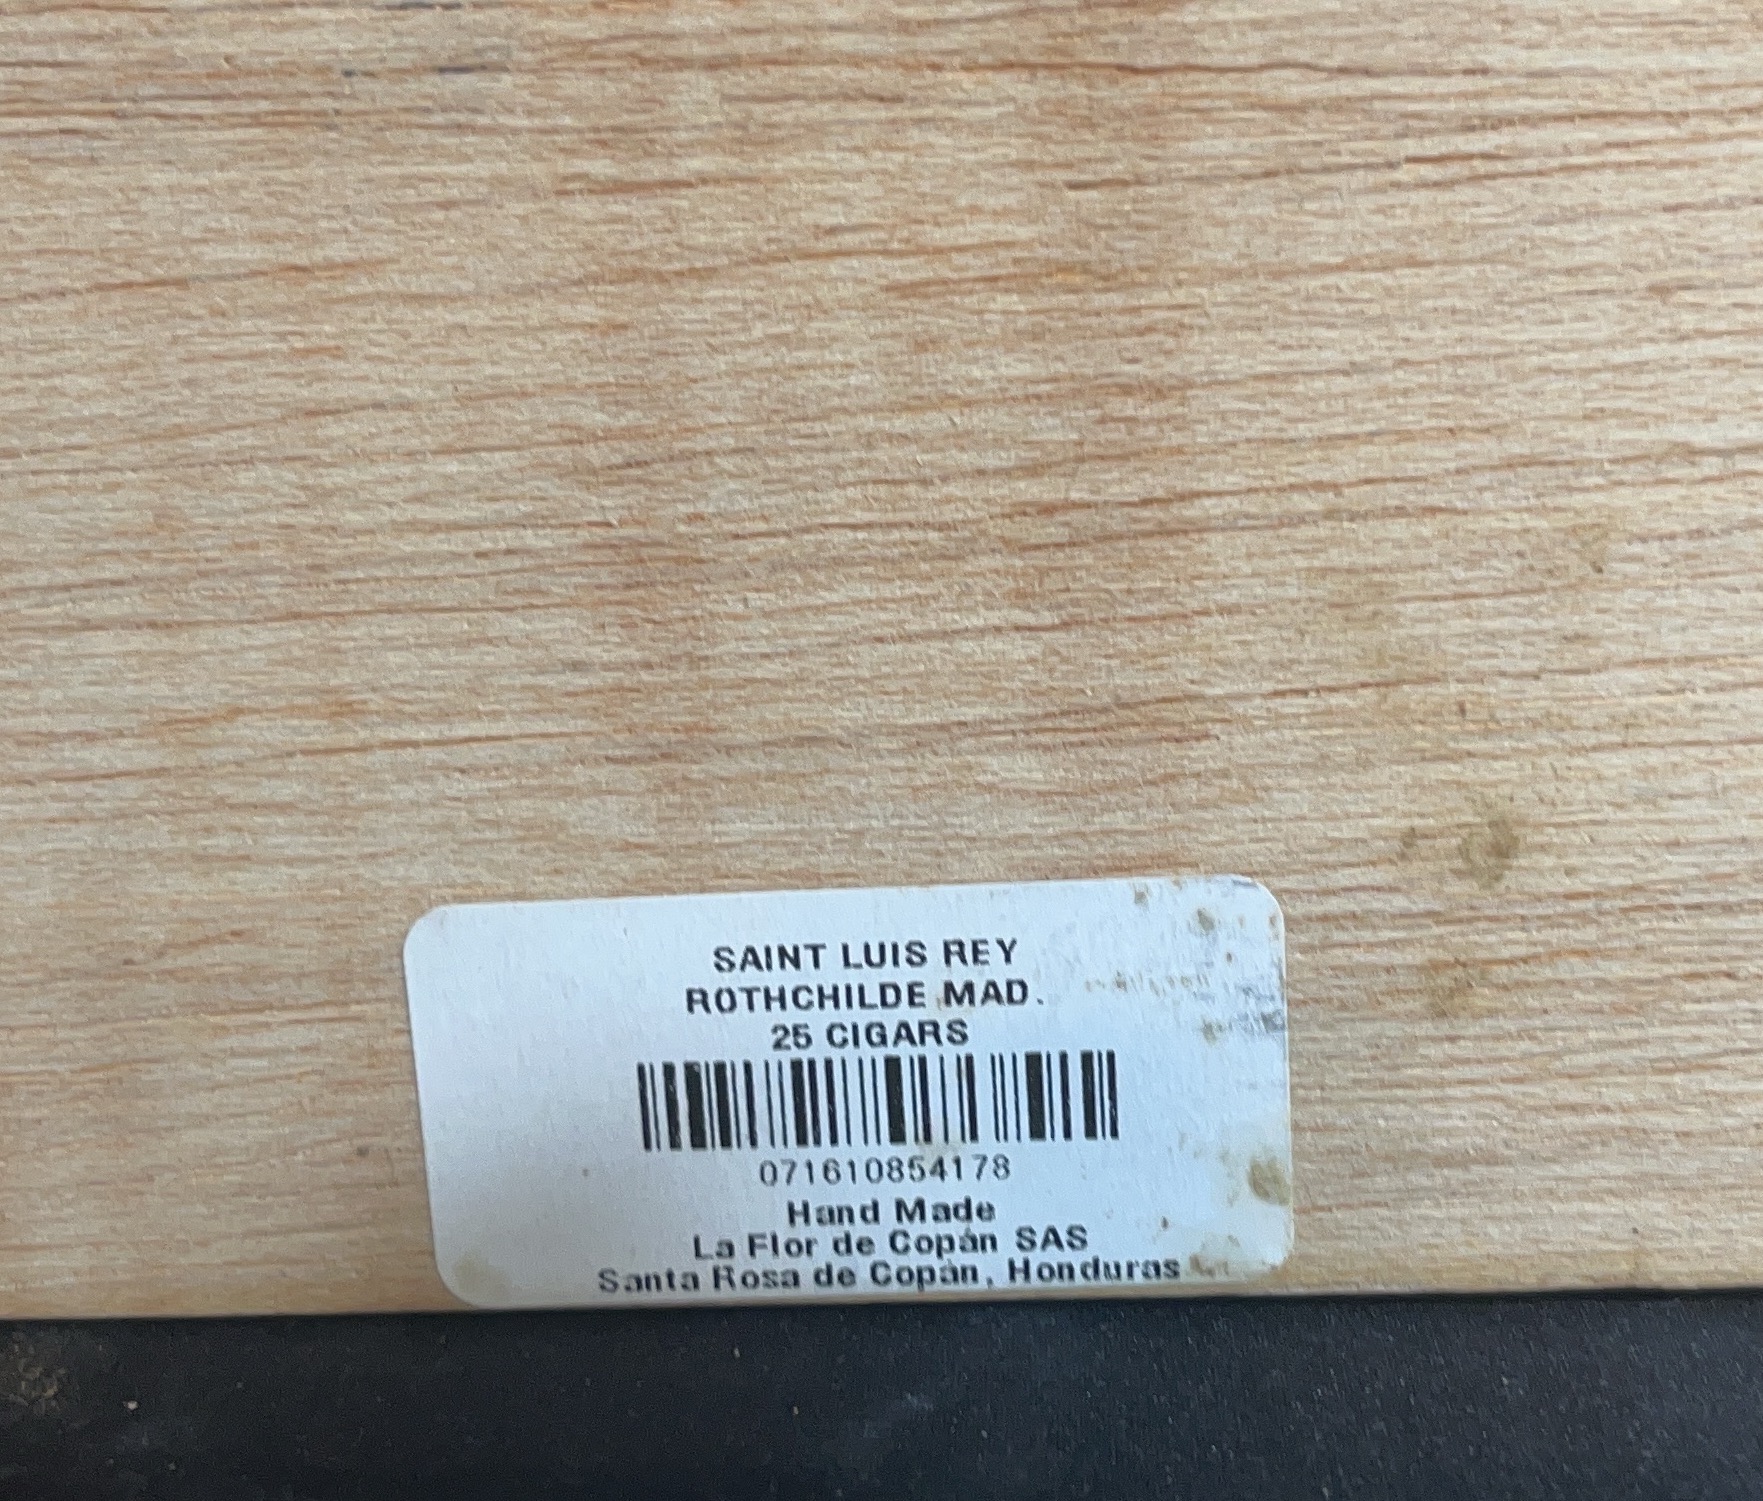 SAINT LUIS REY
ROTHCHILDE MAD.
25 CIGARS
071610854178
Hand Made
La Flor de Copán SAS
Santa Rosa de Copán, Honduras